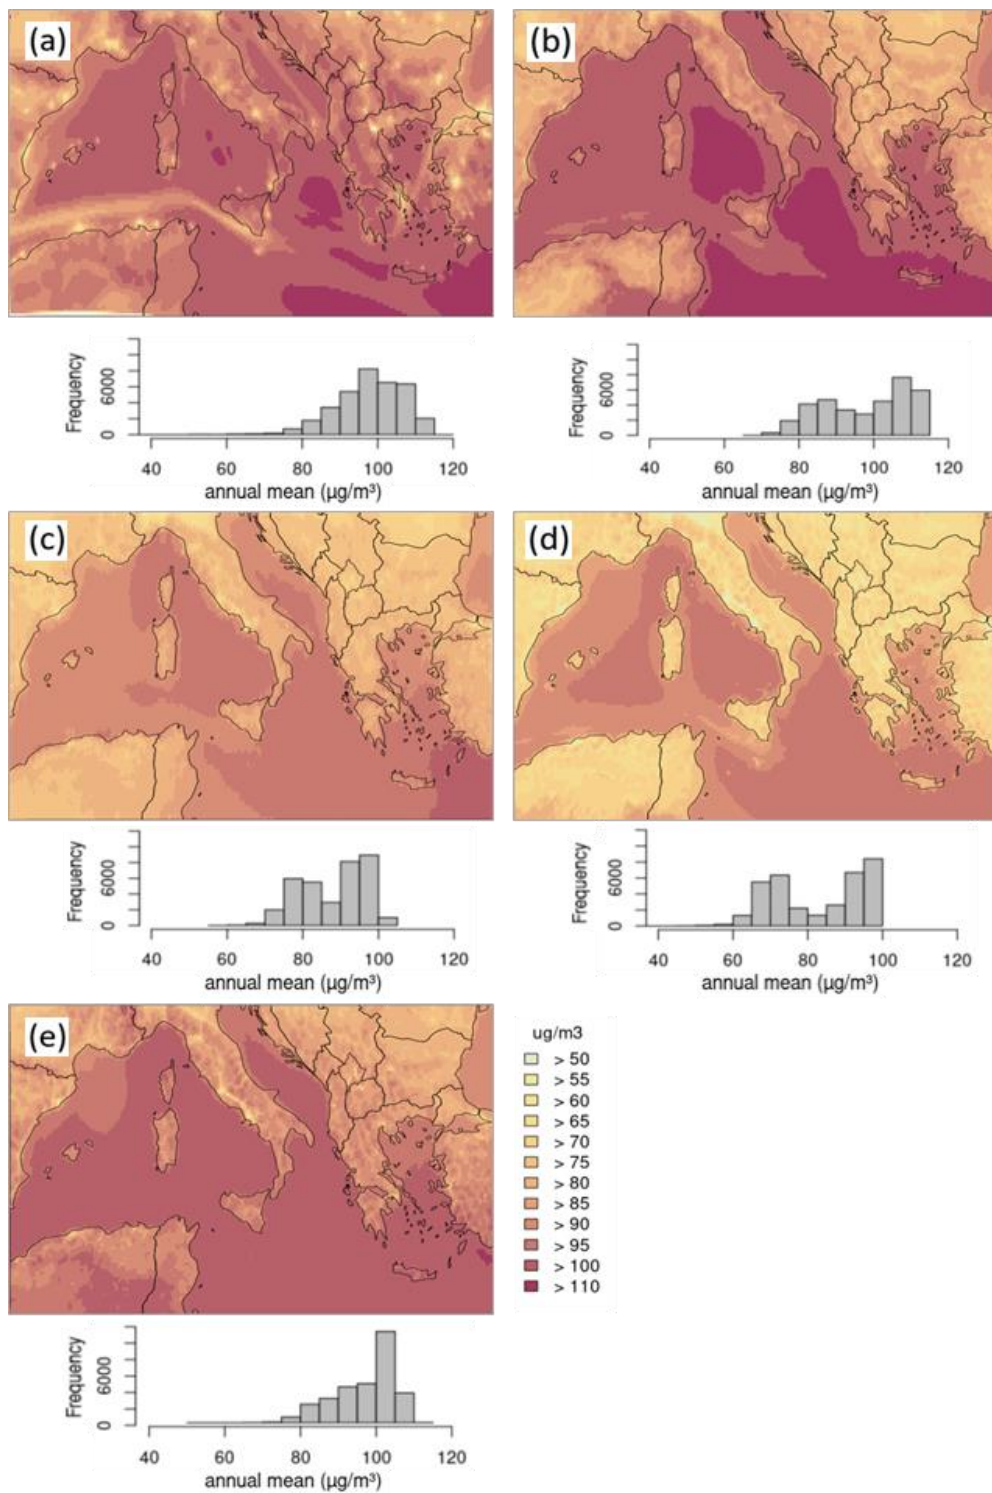 (a)
(b)
Frequency
0 6000
40 60 80 100 120
annual mean (µg/m³)
Frequency
0 6000
40 60 80 100 120
annual mean (µg/m³)
(c)
(d)
Frequency
0 6000
40 60 80 100 120
annual mean (µg/m³)
Frequency
0 6000
40 60 80 100 120
annual mean (µg/m³)
(e)
ug/m3
> 50
> 55
> 60
> 65
> 70
> 75
> 80
> 85
> 90
> 95
> 100
> 110
Frequency
0 6000
40 60 80 100 120
annual mean (µg/m³)